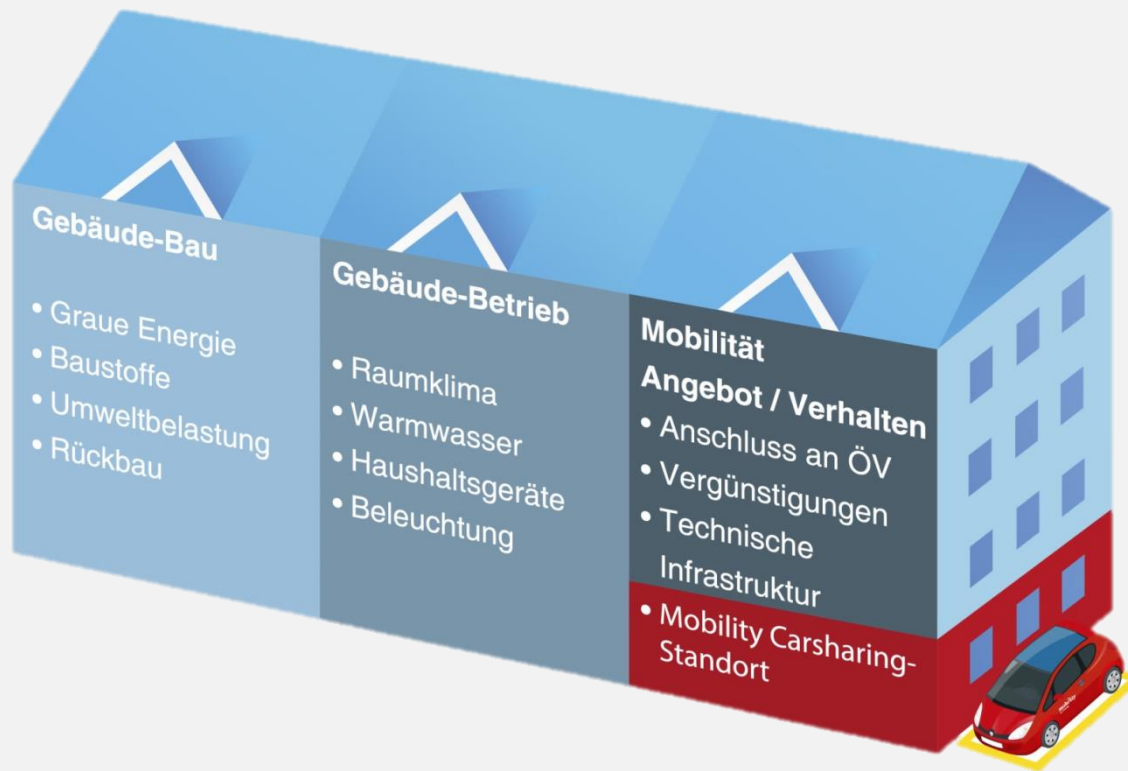 Gebäude-Bau
• Graue Energie
• Baustoffe
• Umweltbelastung
• Rückbau
Gebäude-Betrieb
• Raumklima
• Warmwasser
• Haushaltsgeräte
• Beleuchtung
Mobilität
Angebot / Verhalten
• Anschluss an ÖV
• Vergünstigungen
• Technische
Infrastruktur
• Mobility Carsharing-
Standort
mobility